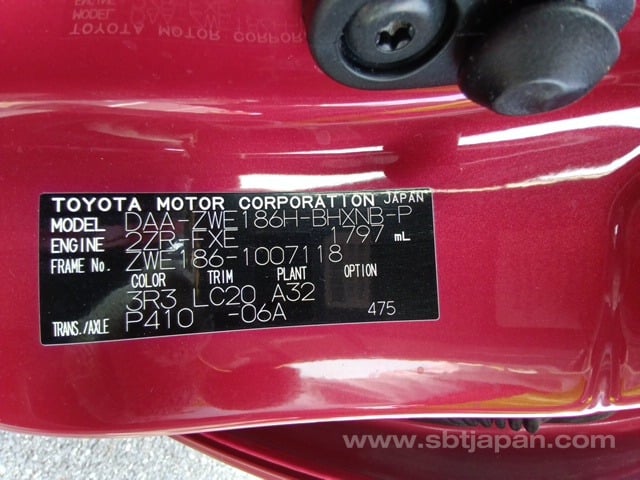 TOYOTA MOTOR CORPORATION JAPAN
MODEL DAA-ZWE186H-BHXNB-P
ENGINE 2ZR-FXE 1797 mL
FRAME No. ZWE186-1007118
COLOR TRIM PLANT OPTION
3R3 LC20 A32
TRANS./AXLE P410 -06A 475
www.sbtjapan.com